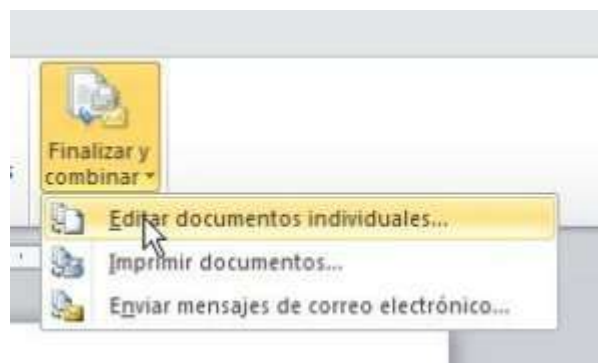 Finalizar y
combinar
Editar documentos individuales...
Imprimir documentos...
Enviar mensajes de correo electrónico...